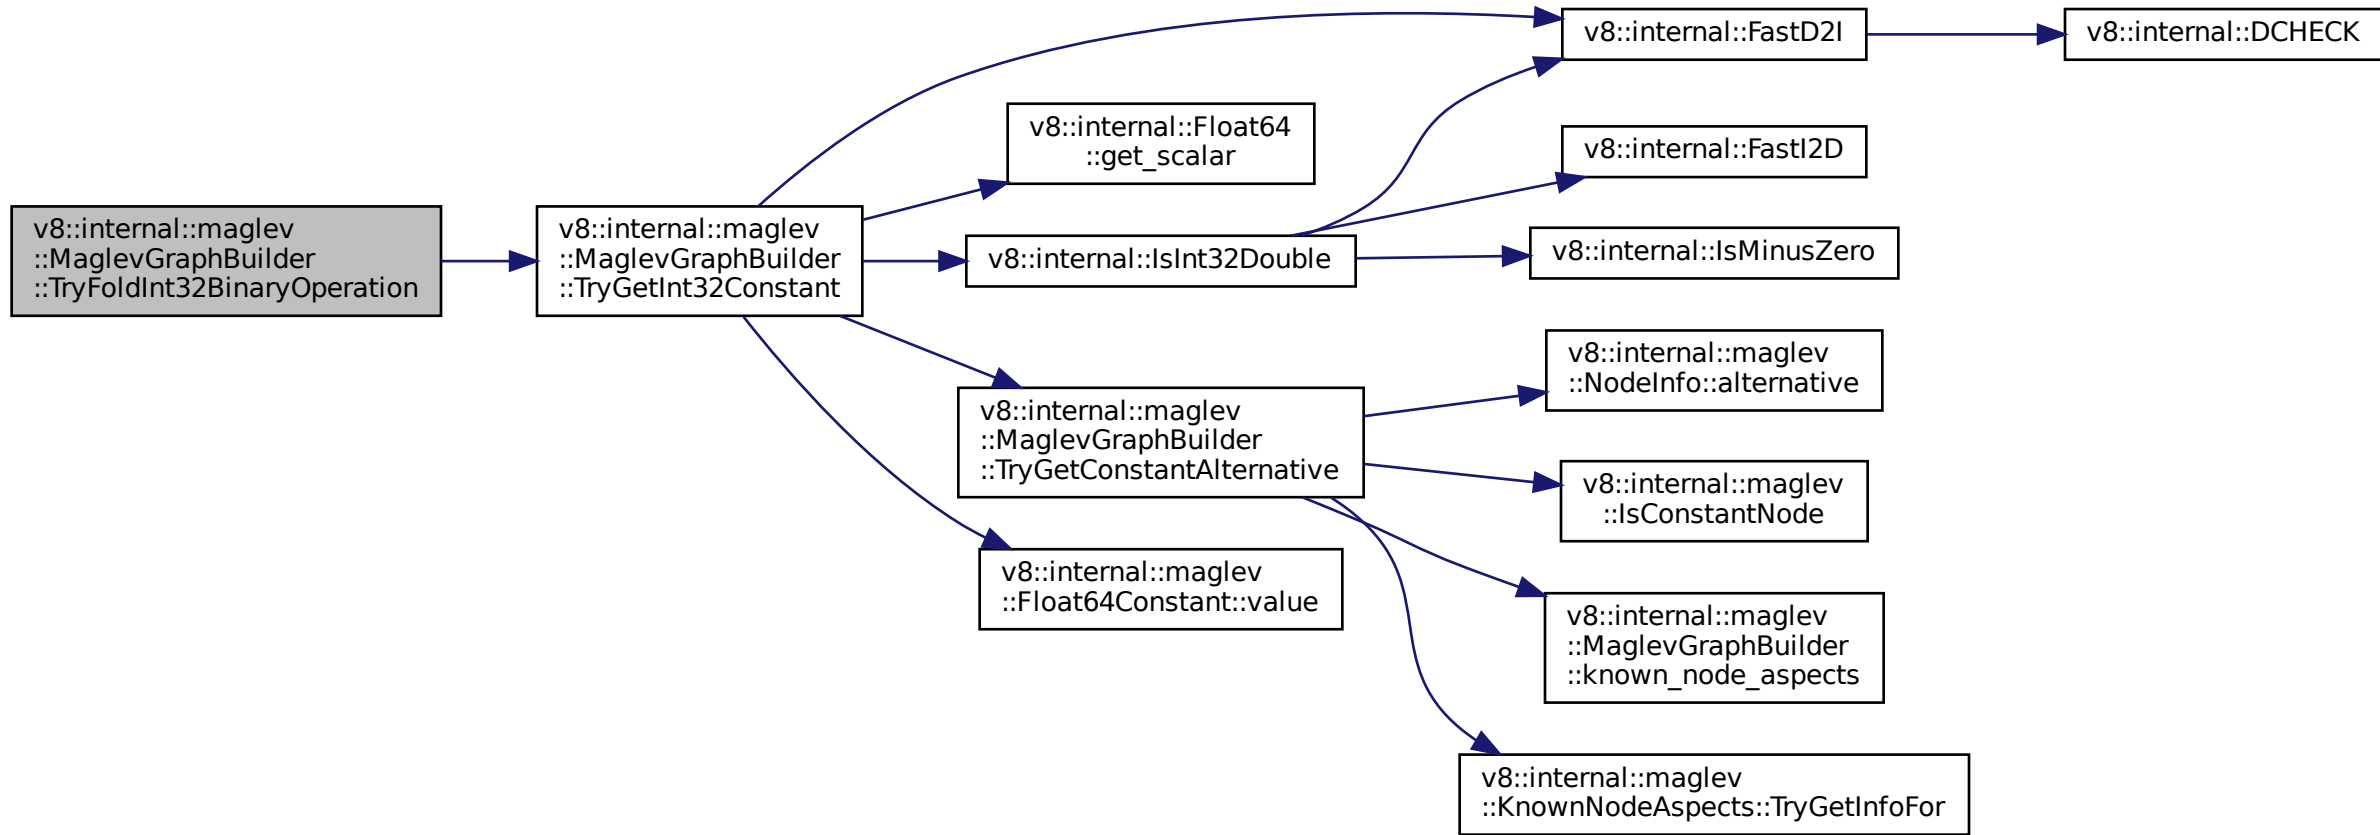 v8::internal::maglev
::MaglevGraphBuilder
::TryFoldInt32BinaryOperation
v8::internal::maglev
::MaglevGraphBuilder
::TryGetInt32Constant
v8::internal::FastD2I
v8::internal::DCHECK
v8::internal::Float64
::get_scalar
v8::internal::IsInt32Double
v8::internal::FastI2D
v8::internal::IsMinusZero
v8::internal::maglev
::MaglevGraphBuilder
::TryGetConstantAlternative
v8::internal::maglev
::NodeInfo::alternative
v8::internal::maglev
::IsConstantNode
v8::internal::maglev
::MaglevGraphBuilder
::known_node_aspects
v8::internal::maglev
::KnownNodeAspects::TryGetInfoFor
v8::internal::maglev
::Float64Constant::value